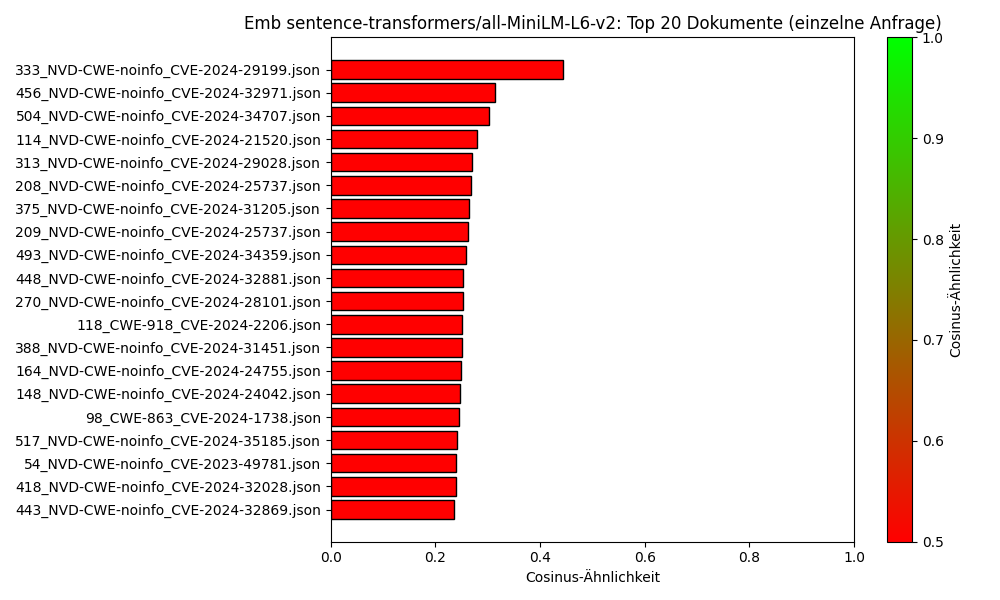 Emb sentence-transformers/all-MiniLM-L6-v2: Top 20 Dokumente (einzelne Anfrage)
333_NVD-CWE-noinfo_CVE-2024-29199.json
456_NVD-CWE-noinfo_CVE-2024-32971.json
504_NVD-CWE-noinfo_CVE-2024-34707.json
114_NVD-CWE-noinfo_CVE-2024-21520.json
313_NVD-CWE-noinfo_CVE-2024-29028.json
208_NVD-CWE-noinfo_CVE-2024-25737.json
375_NVD-CWE-noinfo_CVE-2024-31205.json
209_NVD-CWE-noinfo_CVE-2024-25737.json
493_NVD-CWE-noinfo_CVE-2024-34359.json
448_NVD-CWE-noinfo_CVE-2024-32881.json
270_NVD-CWE-noinfo_CVE-2024-28101.json
118_CWE-918_CVE-2024-2206.json
388_NVD-CWE-noinfo_CVE-2024-31451.json
164_NVD-CWE-noinfo_CVE-2024-24755.json
148_NVD-CWE-noinfo_CVE-2024-24042.json
98_CWE-863_CVE-2024-1738.json
517_NVD-CWE-noinfo_CVE-2024-35185.json
54_NVD-CWE-noinfo_CVE-2023-49781.json
418_NVD-CWE-noinfo_CVE-2024-32028.json
443_NVD-CWE-noinfo_CVE-2024-32869.json
0.0 0.2 0.4 0.6 0.8 1.0
Cosinus-Ähnlichkeit
1.0
0.9
0.8
0.7
0.6
0.5
Cosinus-Ähnlichkeit